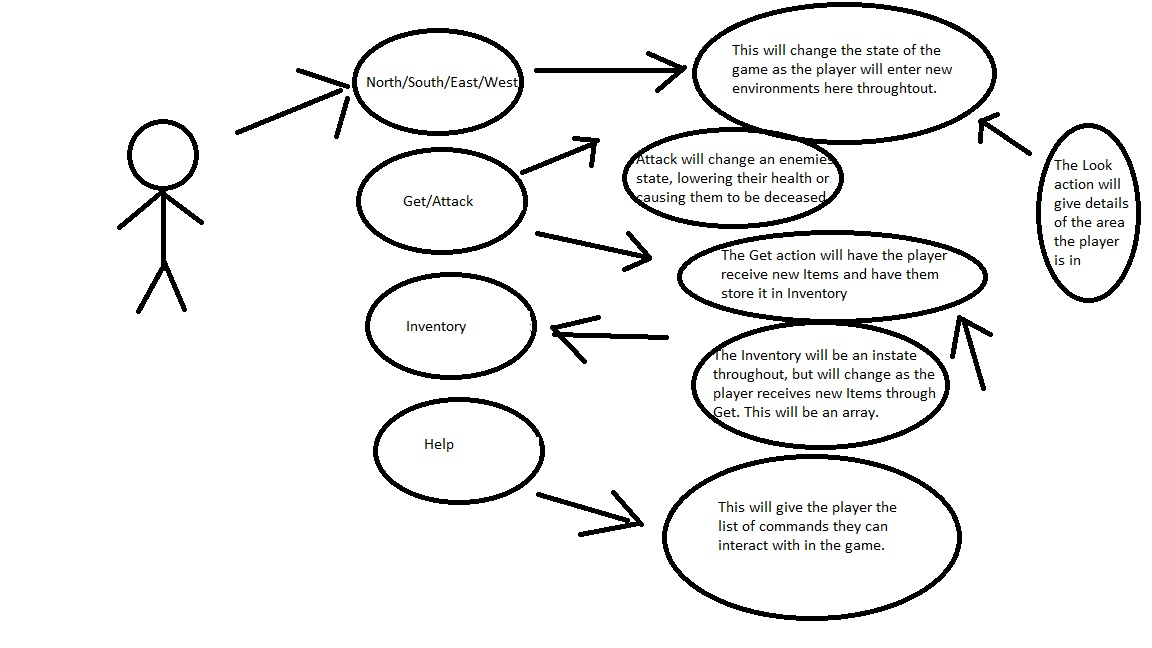 North/South/East/West
This will change the state of the
game as the player will enter new
environments here throughtout.
Get/Attack
Attack will change an enemies
state, lowering their health or
causing them to be deceased
The Look
action will
give details
of the area
the player
is in
The Get action will have the player
receive new Items and have them
store it in Inventory
Inventory
The Inventory will be an instate
throughout, but will change as the
player receives new Items through
Get. This will be an array.
Help
This will give the player the
list of commands they can
interact with in the game.